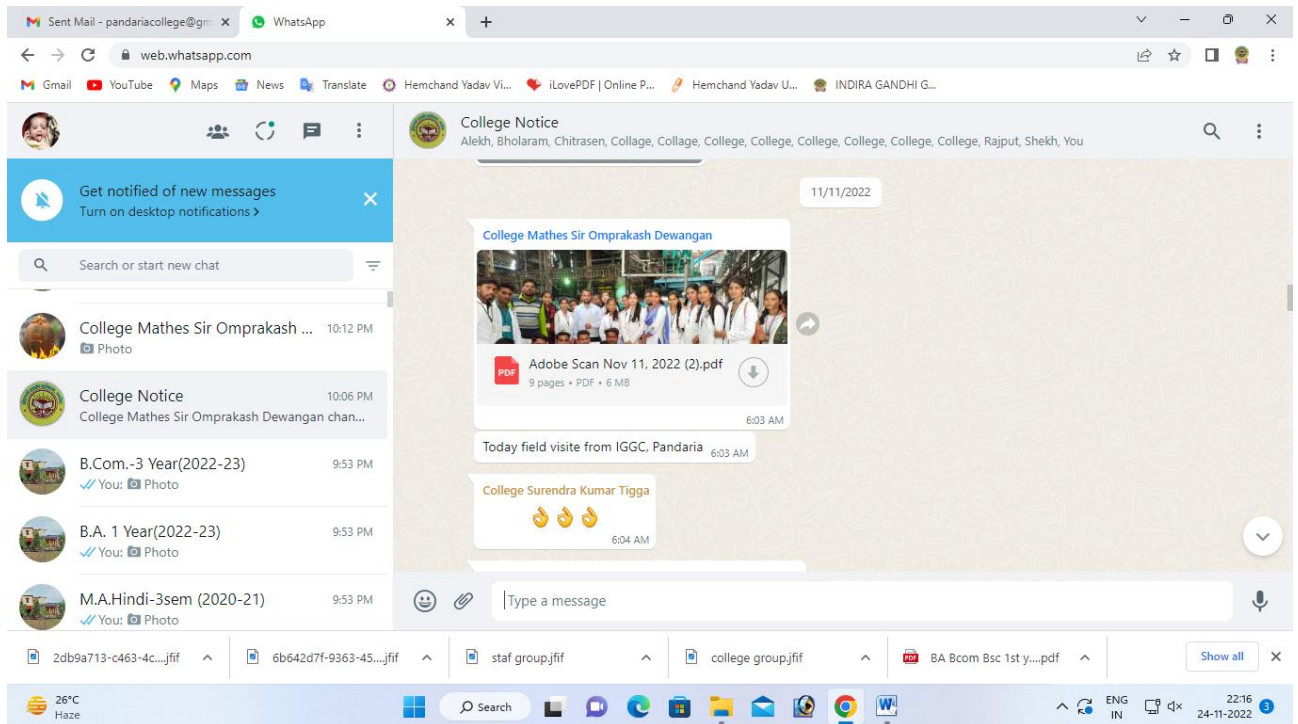 Sent Mail - pandariacollege@gm
WhatsApp
web.whatsapp.com
Gmail
YouTube
Maps
News
Translate
Hemchand Yadav Vi...
iLovePDF | Online P...
Hemchand Yadav U...
INDIRA GANDHI G...
Get notified of new messages
Turn on desktop notifications >
Search or start new chat
College Mathes Sir Omprakash ... 10:12 PM
Photo
College Notice 10:06 PM
College Mathes Sir Omprakash Dewangan chan...
B.Com.-3 Year(2022-23) 9:53 PM
You: Photo
B.A. 1 Year(2022-23) 9:53 PM
You: Photo
M.A.Hindi-3sem (2020-21) 9:53 PM
You: Photo
College Notice
Alekh, Bholaram, Chitrasen, Collage, Collage, College, College, College, College, College, College, Rajput, Shekh, You
11/11/2022
College Mathes Sir Omprakash Dewangan
PDF
Adobe Scan Nov 11, 2022 (2).pdf
9 pages • PDF • 6 MB
6:03 AM
Today field visite from IGGC, Pandaria 6:03 AM
College Surendra Kumar Tigga
👌👌👌
6:04 AM
Type a message
2db9a713-c463-4c....jfif
6b642d7f-9363-45....jfif
staf group.jfif
college group.jfif
BA Bcom Bsc 1st y....pdf
Show all
26°C
Haze
Search
ENG
IN
22:16
24-11-2022
3